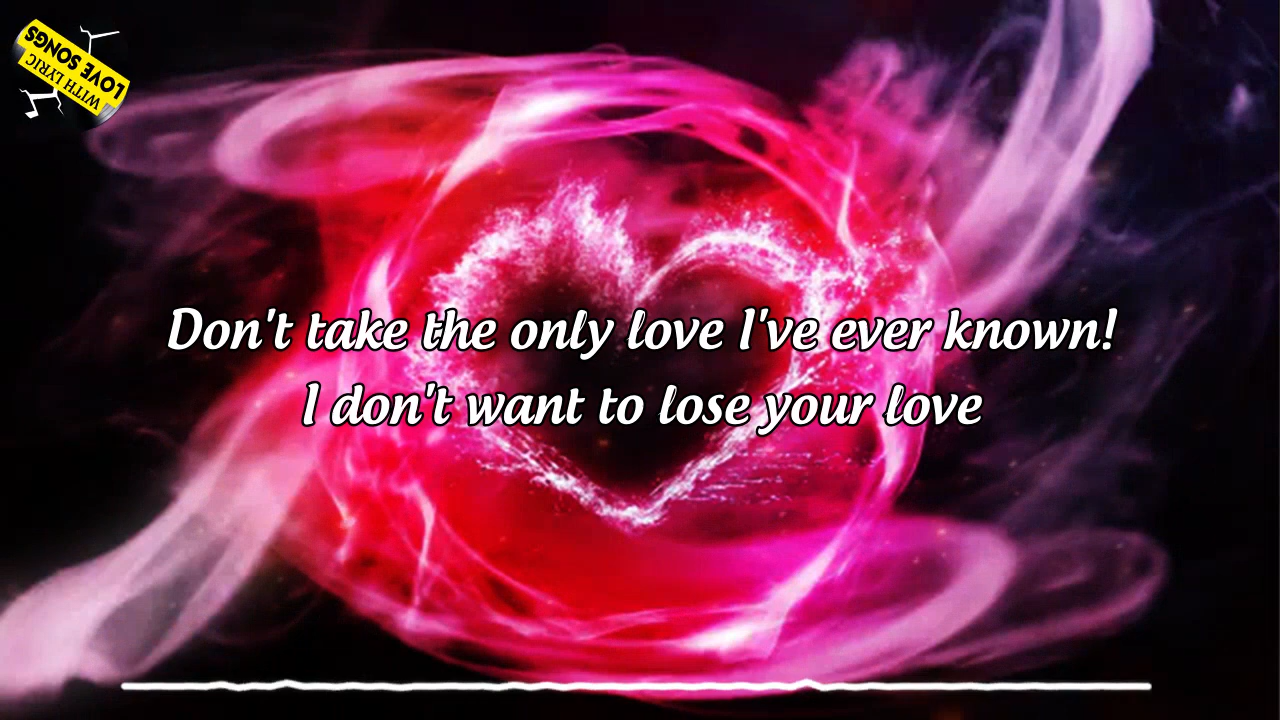 LOVE SONGS
WITH LYRIC
Don't take the only love I've ever known!
I don't want to lose your love